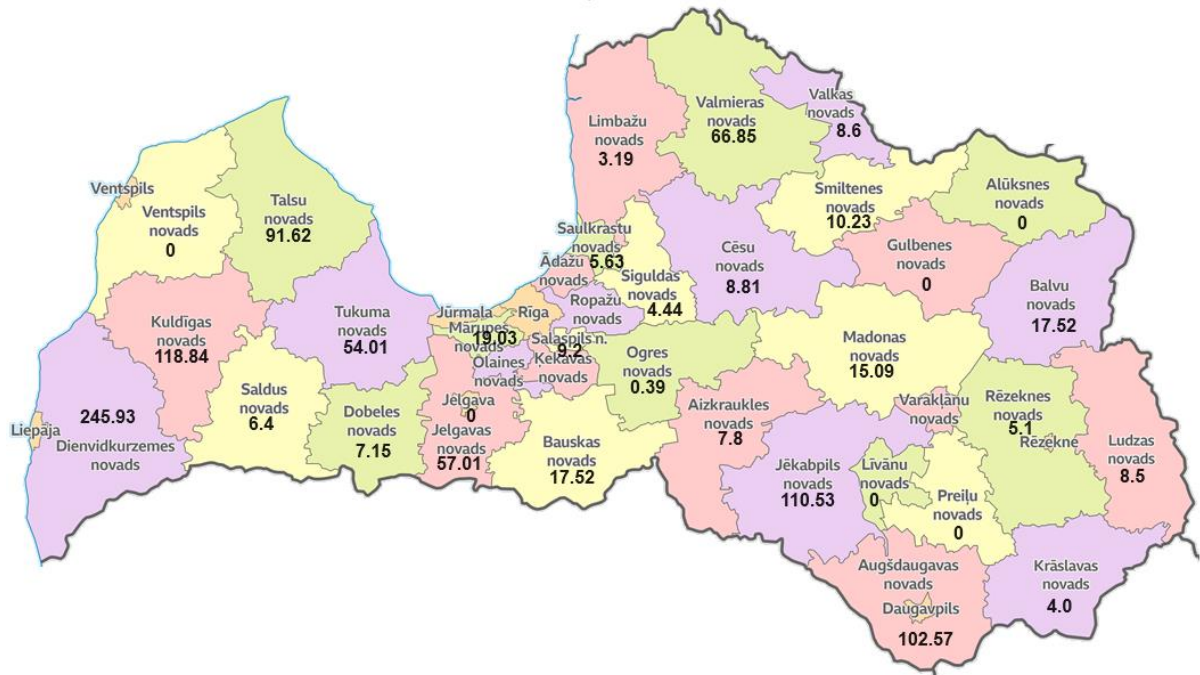 Limbažu
novads
3.19
Valmieras
novads
66.85
Valkas
novads
8.6
Smiltenes
novads
10.23
Alūksnes
novads
0
Ventspils
Ventspils
novads
0
Talsu
novads
91.62
Saulkrastu
novads
5.63
Ādažu
novads
Siguldas
novads
4.44
Cēsu
novads
8.81
Gulbenes
novads
0
Balvu
novads
17.52
Kuldīgas
novads
118.84
Tukuma
novads
54.01
Jūrmala
Rīga
Ropažu
novads
Mārupes
novads
19.03
Salaspils n.
9.2
Olaines
novads
Ķekavas
novads
Ogres
novads
0.39
Madonas
novads
15.09
245.93
Dienvidkurzemes
novads
Liepāja
Saldus
novads
6.4
Dobeles
novads
7.15
Jelgava
0
Jelgavas
novads
57.01
Bauskas
novads
17.52
Aizkraukles
novads
7.8
Varakļānu
novads
Rēzeknes
novads
5.1
Rēzekne
Ludzas
novads
8.5
Jēkabpils
novads
110.53
Līvānu
novads
0
Preiļu
novads
0
Augšdaugavas
novads
Daugavpils
102.57
Krāslavas
novads
4.0